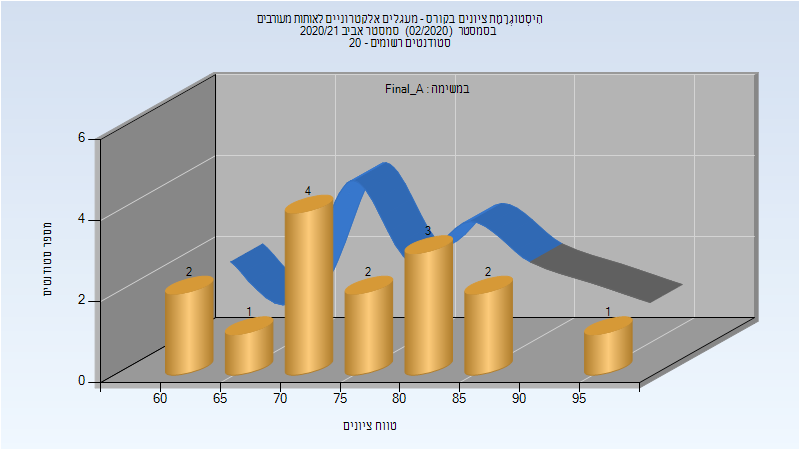 הִיסְטוֹגְרָמַת ציונים בקורס - מעגלים אלקטרוניים לאותות מעורבים
בסמסטר (02/2020) סמסטר אביב 2020/21
סטודנטים רשומים - 20
במשימה : Final_A
מספר סטודנטים
6
4
2
0
2
1
4
2
3
2
1
60 65 70 75 80 85 90 95
טווח ציונים